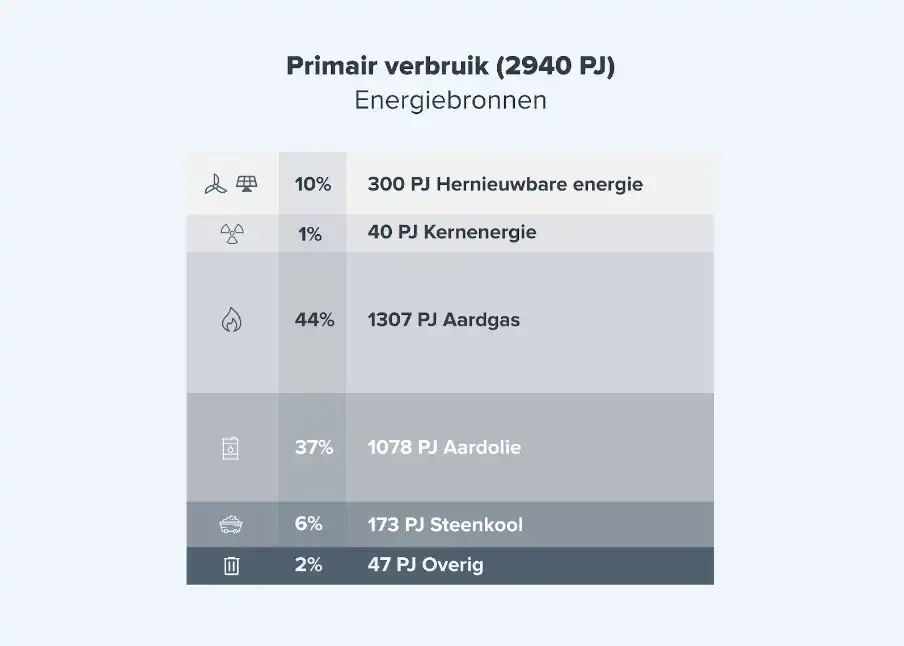 Primair verbruik (2940 PJ)
Energiebronnen
10% 300 PJ Hernieuwbare energie
1% 40 PJ Kernenergie
44% 1307 PJ Aardgas
37% 1078 PJ Aardolie
6% 173 PJ Steenkool
2% 47 PJ Overig